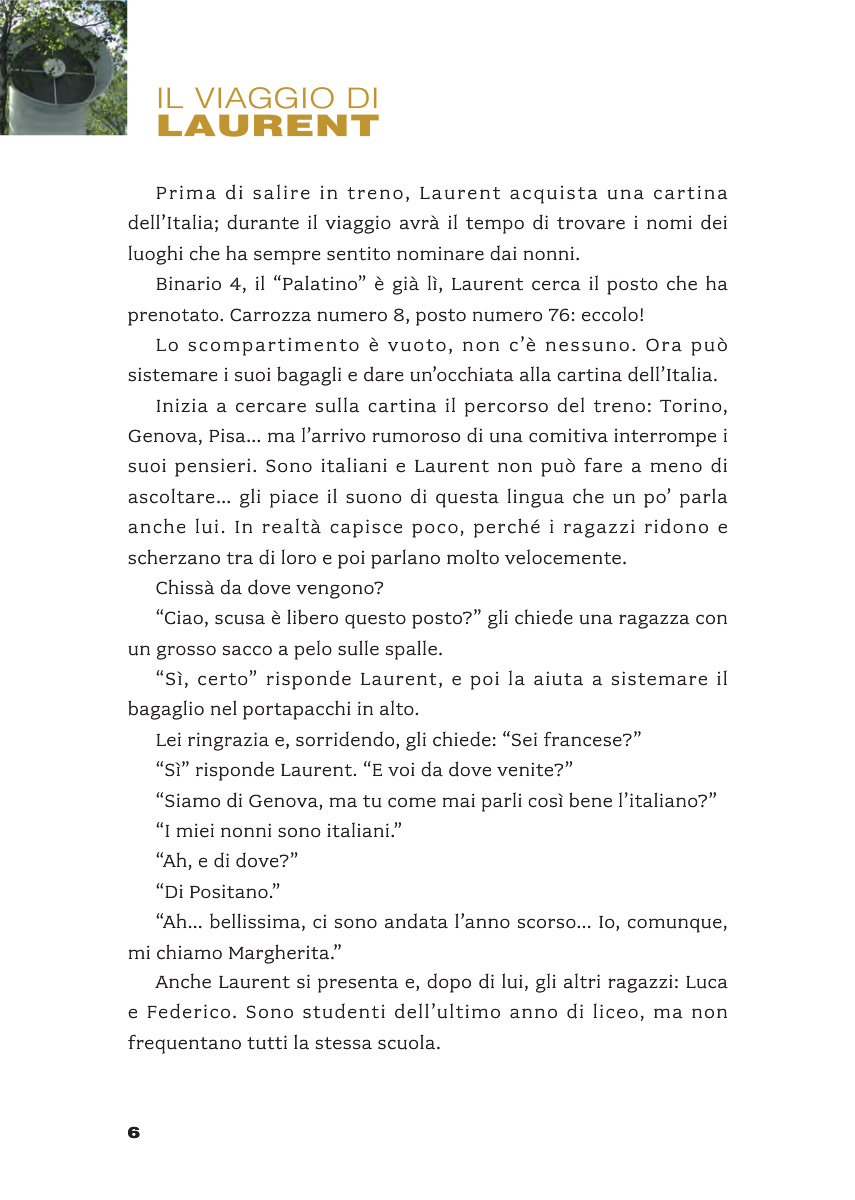 IL VIAGGIO DI
LAURENT
Prima di salire in treno, Laurent acquista una cartina
dell’Italia; durante il viaggio avrà il tempo di trovare i nomi dei
luoghi che ha sempre sentito nominare dai nonni.
Binario 4, il “Palatino” è già lì, Laurent cerca il posto che ha
prenotato. Carrozza numero 8, posto numero 76: eccolo!
Lo scompartimento è vuoto, non c’è nessuno. Ora può
sistemare i suoi bagagli e dare un’occhiata alla cartina dell’Italia.
Inizia a cercare sulla cartina il percorso del treno: Torino,
Genova, Pisa... ma l’arrivo rumoroso di una comitiva interrompe i
suoi pensieri. Sono italiani e Laurent non può fare a meno di
ascoltare... gli piace il suono di questa lingua che un po’ parla
anche lui. In realtà capisce poco, perché i ragazzi ridono e
scherzano tra di loro e poi parlano molto velocemente.
Chissà da dove vengono?
“Ciao, scusa è libero questo posto?” gli chiede una ragazza con
un grosso sacco a pelo sulle spalle.
“Sì, certo” risponde Laurent, e poi la aiuta a sistemare il
bagaglio nel portapacchi in alto.
Lei ringrazia e, sorridendo, gli chiede: “Sei francese?”
“Sì” risponde Laurent. “E voi da dove venite?”
“Siamo di Genova, ma tu come mai parli così bene l’italiano?”
“I miei nonni sono italiani.”
“Ah, e di dove?”
“Di Positano.”
“Ah... bellissima, ci sono andata l’anno scorso... Io, comunque,
mi chiamo Margherita.”
Anche Laurent si presenta e, dopo di lui, gli altri ragazzi: Luca
e Federico. Sono studenti dell’ultimo anno di liceo, ma non
frequentano tutti la stessa scuola.
6